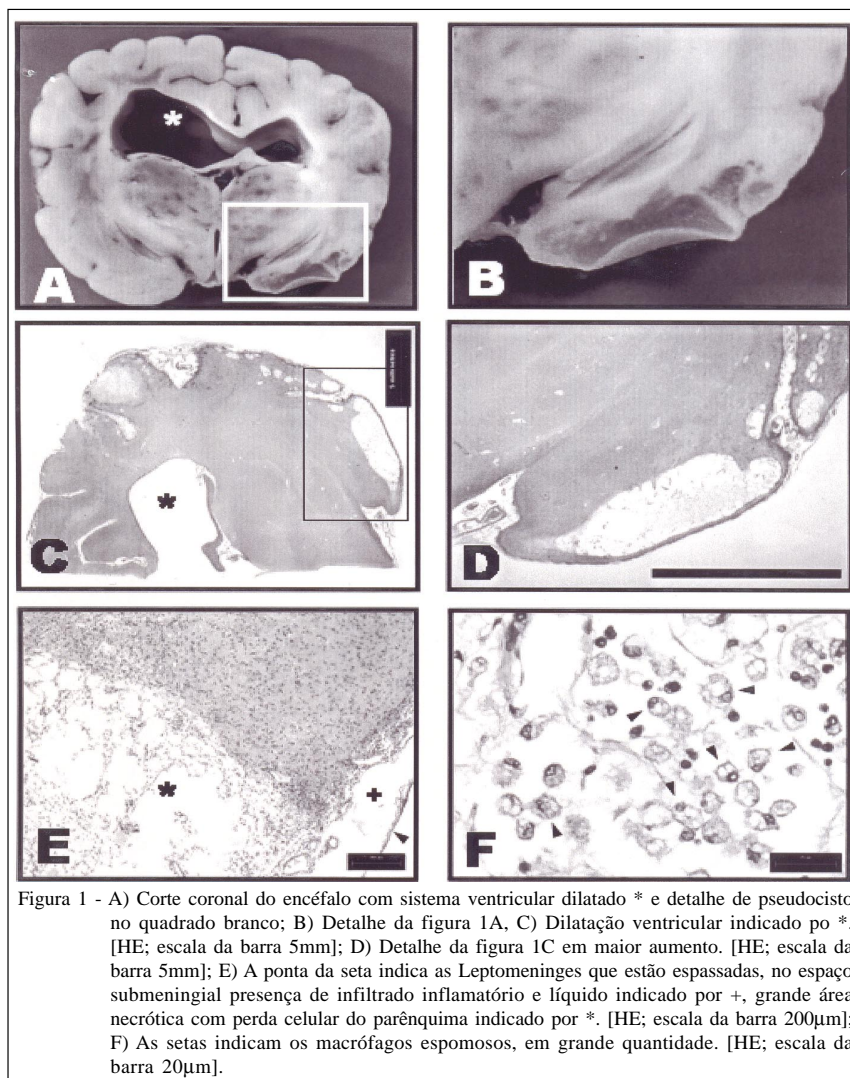 A
B
C
D
E
+
F
Figura 1 - A) Corte coronal do encéfalo com sistema ventricular dilatado * e detalhe de pseudocisto
no quadrado branco; B) Detalhe da figura 1A, C) Dilatação ventricular indicado po *.
[HE; escala da barra 5mm]; D) Detalhe da figura 1C em maior aumento. [HE; escala da
barra 5mm]; E) A ponta da seta indica as Leptomeninges que estão espassadas, no espaço
submeningial presença de infiltrado inflamatório e líquido indicado por +, grande área
necrótica com perda celular do parênquima indicado por *. [HE; escala da barra 200µm];
F) As setas indicam os macrófagos espomosos, em grande quantidade. [HE; escala da
barra 20µm].